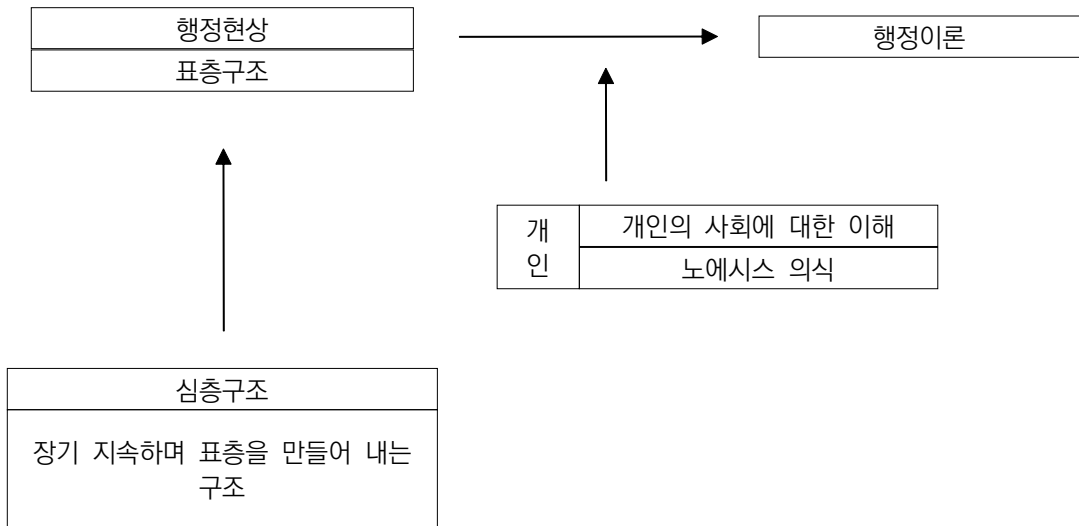 행정현상
표층구조
행정이론
개
인
개인의 사회에 대한 이해
노에시스 의식
심층구조
장기 지속하며 표층을 만들어 내는
구조